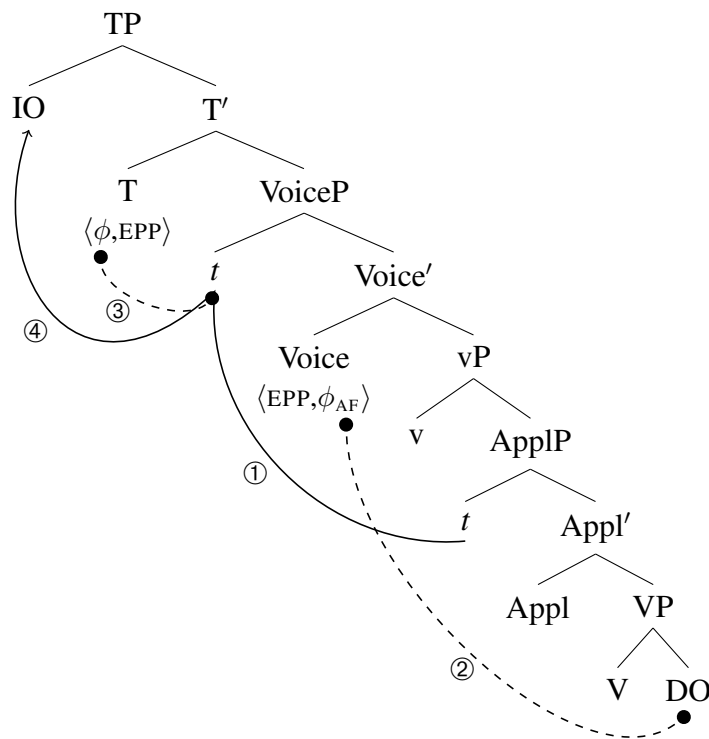 TP
IO T′
T VoiceP
⟨ϕ,EPP⟩
t Voice′
③
④
Voice vP
⟨EPP,ϕAF⟩
v ApplP
①
t Appl′
Appl VP
②
V DO